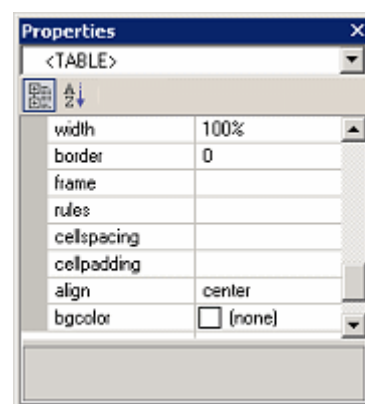 Properties
<TABLE>
width 100%
border 0
frame
rules
cellspacing
cellpadding
align center
bgcolor (none)